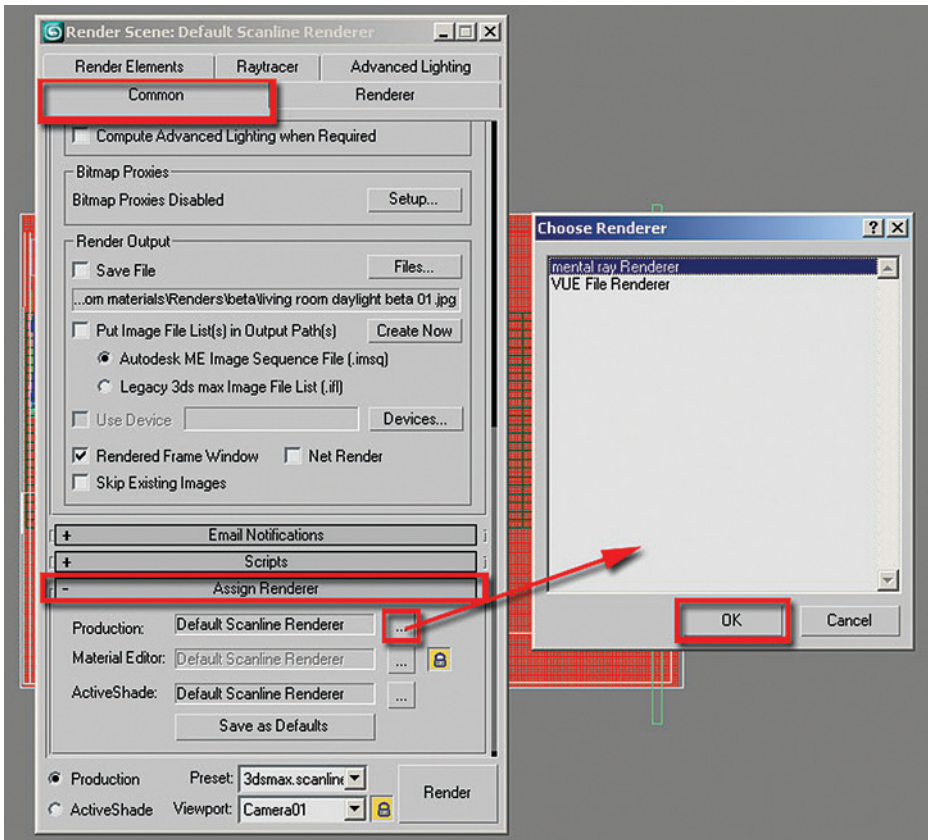 Render Scene: Default Scanline Renderer
Render Elements Raytracer Advanced Lighting
Common Renderer
Compute Advanced Lighting when Required
Bitmap Proxies
Bitmap Proxies Disabled Setup...
Render Output
Save File Files...
...om materials\Renders\beta\living room daylight beta 01.jpg
Put Image File List(s) in Output Path(s) Create Now
Autodesk ME Image Sequence File (.imsq)
Legacy 3ds max Image File List (.ifl)
Use Device Devices...
Rendered Frame Window Net Render
Skip Existing Images
+ Email Notifications
+ Scripts
- Assign Renderer
Production: Default Scanline Renderer ...
Material Editor: Default Scanline Renderer ...
ActiveShade: Default Scanline Renderer ...
Save as Defaults
Production Preset: 3dsmax.scanline
ActiveShade Viewport: Camera01
Render
Choose Renderer
mental ray Renderer
VUE File Renderer
OK Cancel